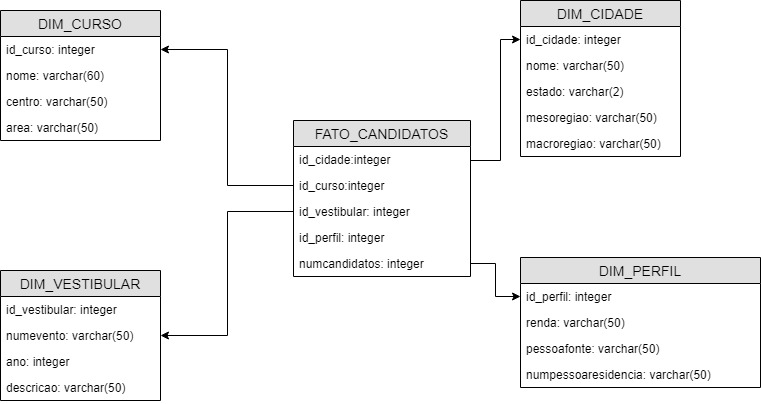 DIM_CURSO
id_curso: integer
nome: varchar(60)
centro: varchar(50)
area: varchar(50)
DIM_CIDADE
id_cidade: integer
nome: varchar(50)
estado: varchar(2)
mesoregiao: varchar(50)
macroregiao: varchar(50)
FATO_CANDIDATOS
id_cidade:integer
id_curso:integer
id_vestibular: integer
id_perfil: integer
numcandidatos: integer
DIM_VESTIBULAR
id_vestibular: integer
numevento: varchar(50)
ano: integer
descricao: varchar(50)
DIM_PERFIL
id_perfil: integer
renda: varchar(50)
pessoafonte: varchar(50)
numpessoaresidencia: varchar(50)